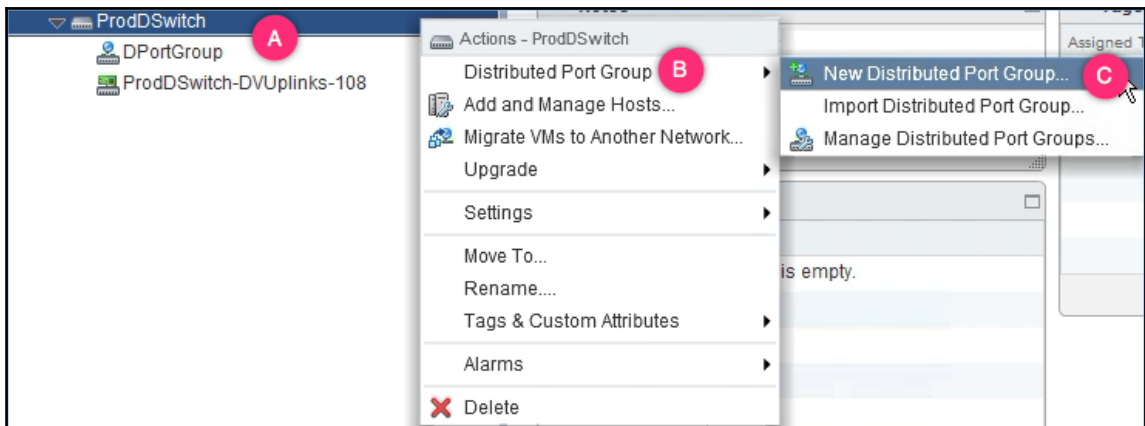 ProdDSwitch
A
DPortGroup
ProdDSwitch-DVUplinks-108
Actions - ProdDSwitch
Distributed Port Group
B
Add and Manage Hosts...
Migrate VMs to Another Network...
Upgrade
Settings
Move To...
Rename....
Tags & Custom Attributes
Alarms
Delete
New Distributed Port Group...
C
Import Distributed Port Group...
Manage Distributed Port Groups...
Assigned
is empty.